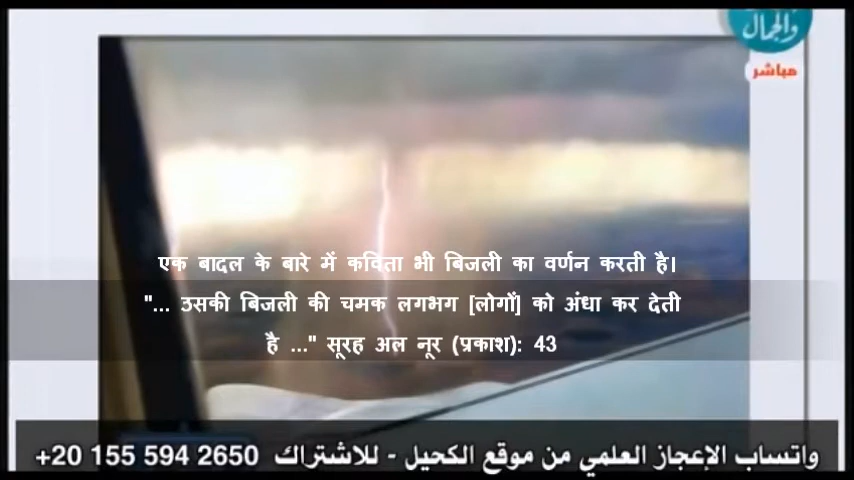 والجمال
مباشر
एक बादल के बारे में कविता भी बिजली का वर्णन करती है।
"... उसकी बिजली की चमक लगभग [लोगों] को अंधा कर देती
है ..." सूरह अल नूर (प्रकाश): 43
واتساب الإعجاز العلمي من موقع الكحيل - للاشتراك 2650 594 155 20+